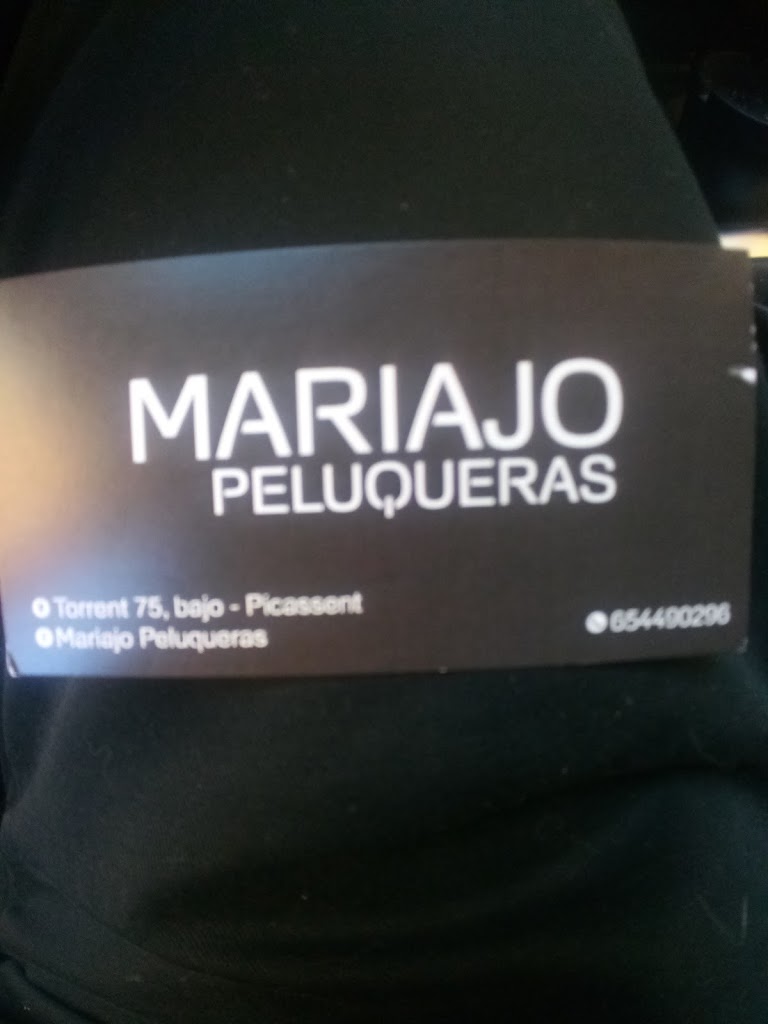 MARIAJO
PELUQUERAS
Torrent 75, bajo - Picassent
Mariajo Peluqueras
654490296